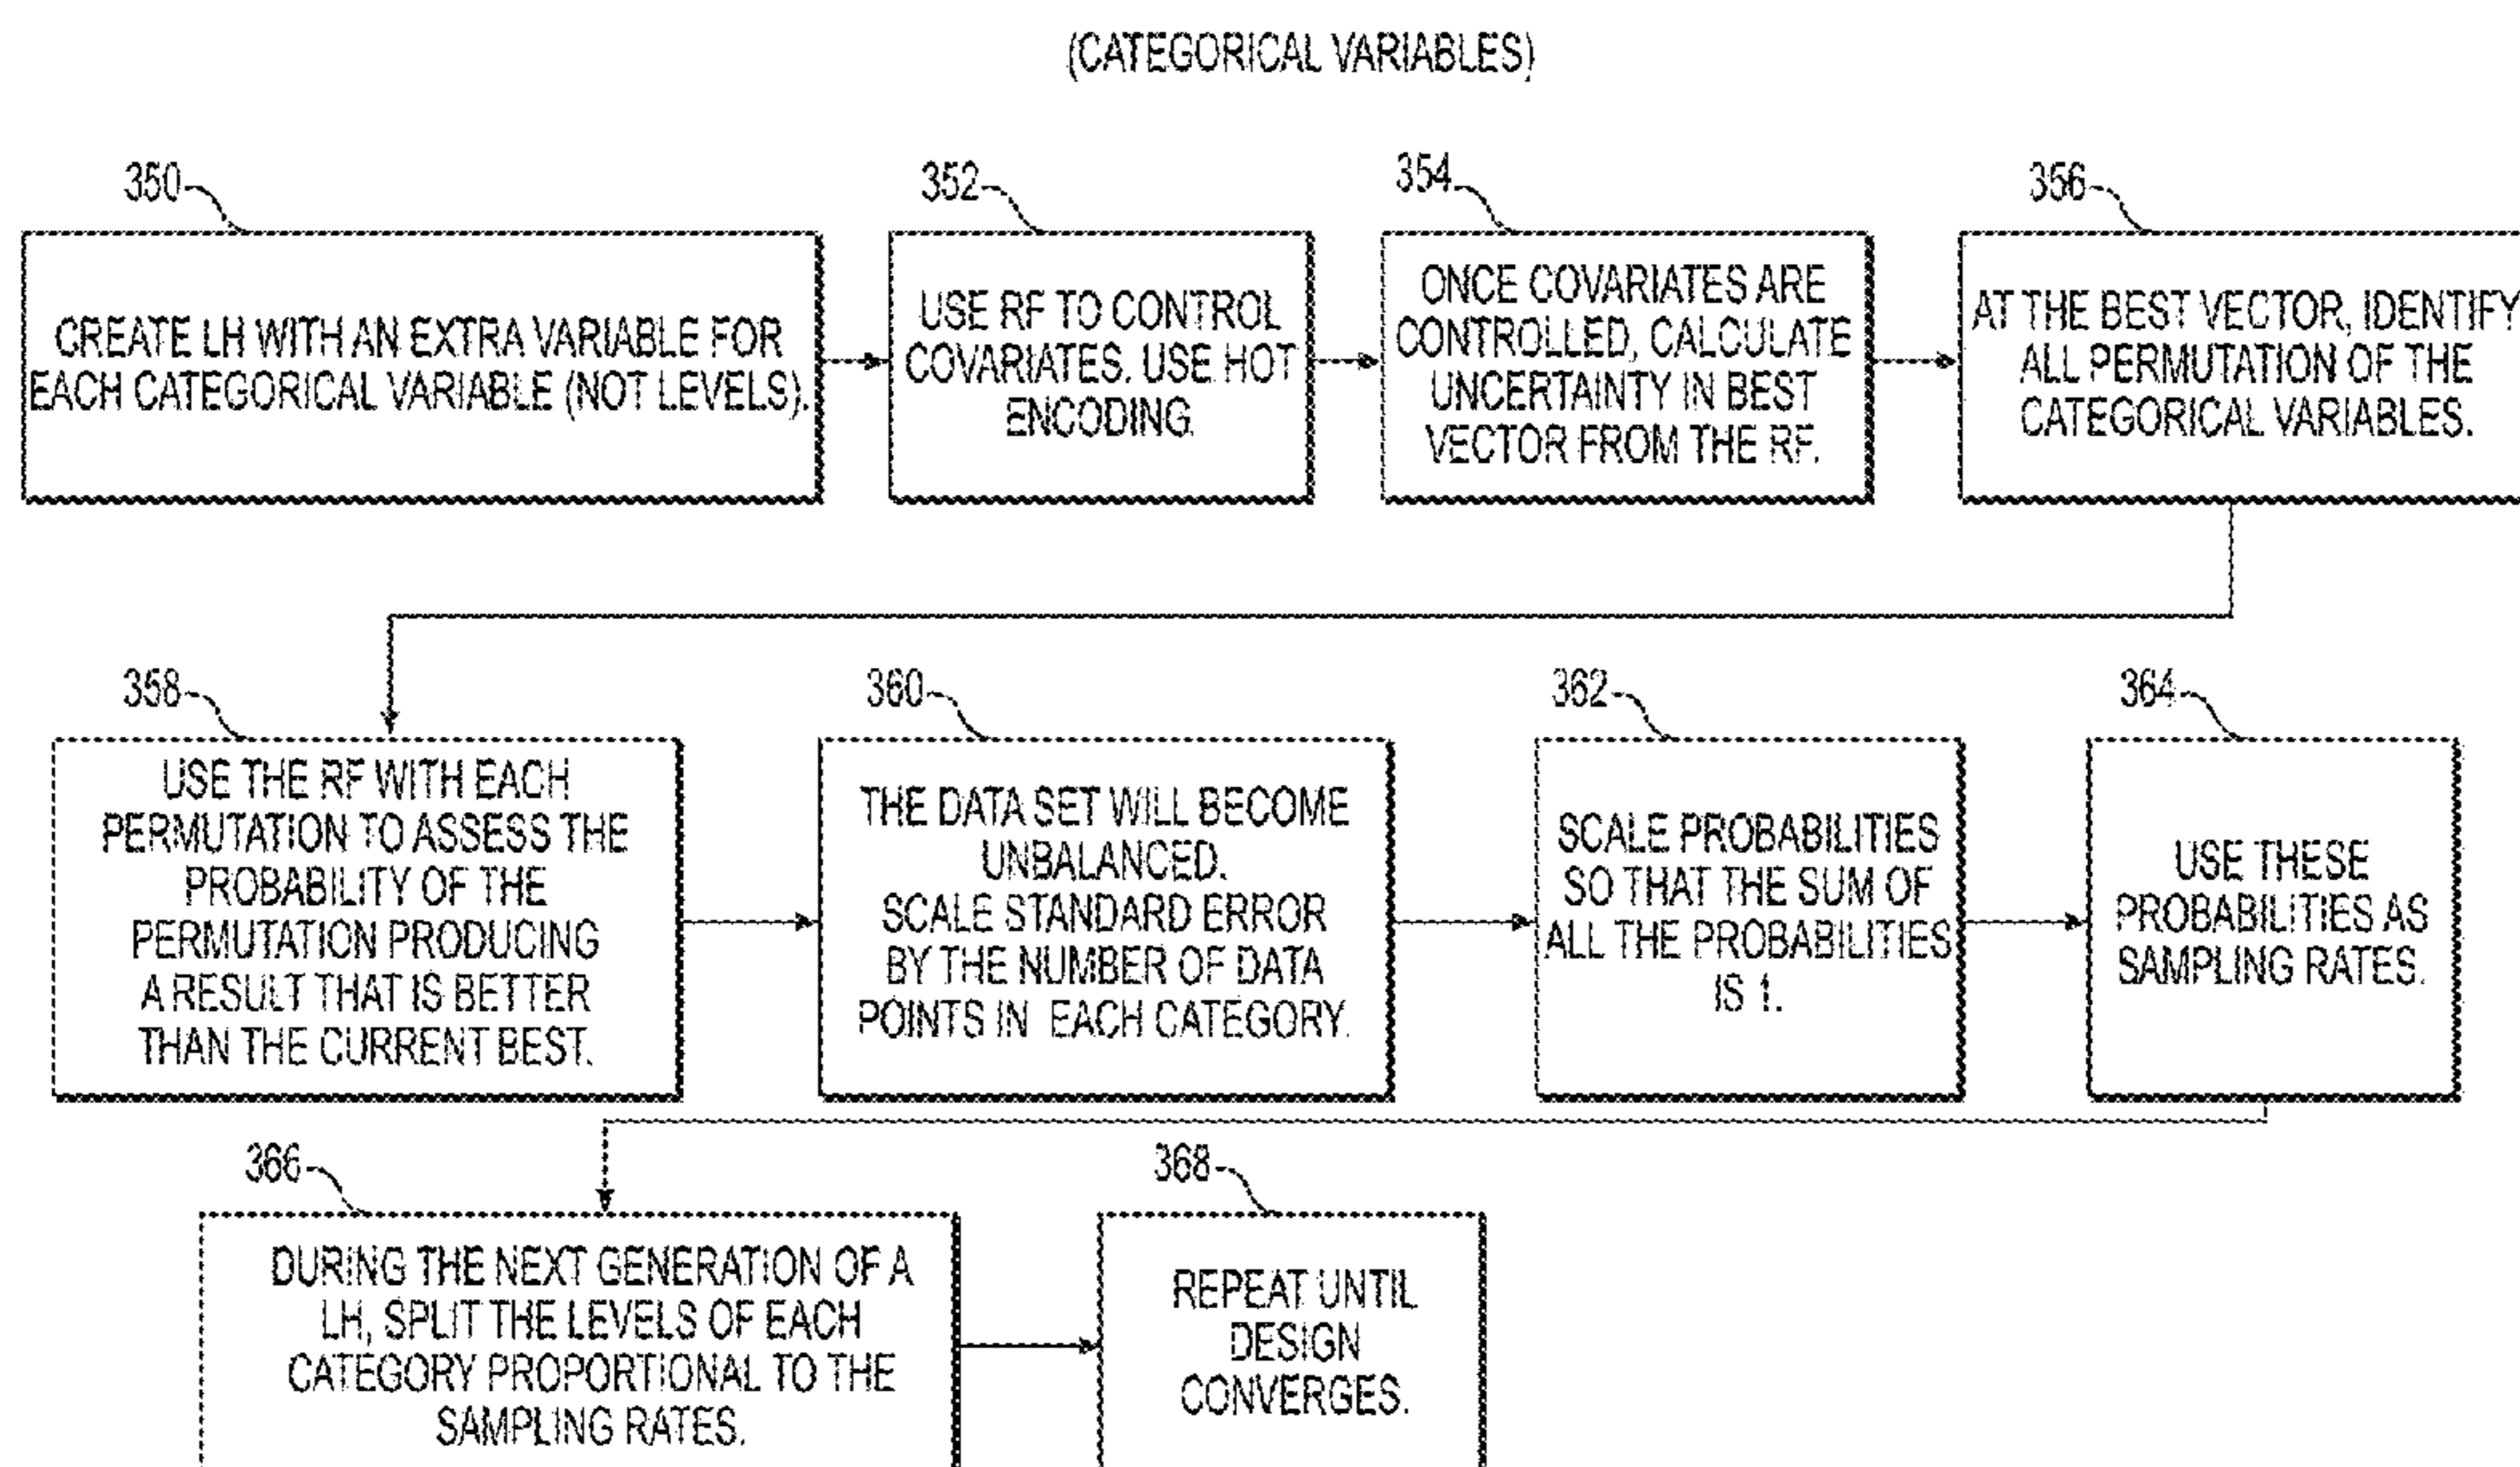 (CATEGORICAL VARIABLES)
350
CREATE LH WITH AN EXTRA VARIABLE FOR
EACH CATEGORICAL VARIABLE (NOT LEVELS).
352
USE RF TO CONTROL
COVARIATES. USE HOT
ENCODING.
354
ONCE COVARIATES ARE
CONTROLLED, CALCULATE
UNCERTAINTY IN BEST
VECTOR FROM THE RF.
356
AT THE BEST VECTOR, IDENTIFY
ALL PERMUTATION OF THE
CATEGORICAL VARIABLES.
358
USE THE RF WITH EACH
PERMUTATION TO ASSESS THE
PROBABILITY OF THE
PERMUTATION PRODUCING
A RESULT THAT IS BETTER
THAN THE CURRENT BEST.
360
THE DATA SET WILL BECOME
UNBALANCED.
SCALE STANDARD ERROR
BY THE NUMBER OF DATA
POINTS IN EACH CATEGORY.
362
SCALE PROBABILITIES
SO THAT THE SUM OF
ALL THE PROBABILITIES
IS 1.
364
USE THESE
PROBABILITIES AS
SAMPLING RATES.
366
DURING THE NEXT GENERATION OF A
LH, SPLIT THE LEVELS OF EACH
CATEGORY PROPORTIONAL TO THE
SAMPLING RATES.
368
REPEAT UNTIL
DESIGN
CONVERGES.